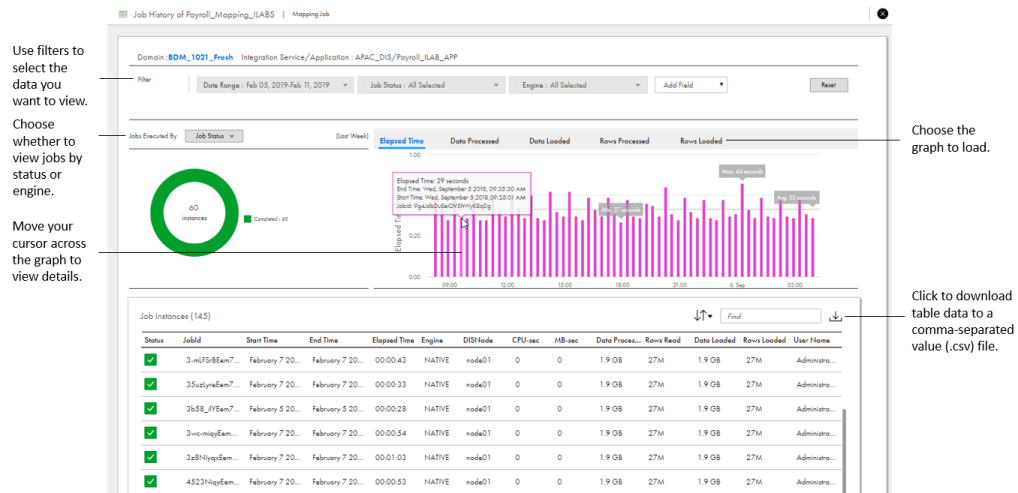 Job History of Payroll_Mapping_ILABS | Mapping Job
Use filters to
select the
data you
want to view.
Domain :BDM_1021_Fresh Integration Service/Application : APAC_DIS/Payroll_ILAB_APP
Filter
Date Range : Feb 05, 2019-Feb 11, 2019
Job Status : All Selected
Engine : All Selected
Add Field
Reset
Choose
whether to
view jobs by
status or
engine.
Jobs Executed By Job Status (Last Week)
Elapsed Time Data Processed Data Loaded Rows Processed Rows Loaded
Choose the
graph to load.
60
instances
Completed - 60
1.00
Elapsed Time: 29 seconds
End Time: Wed, September 5 2018, 09:35:30 AM
Start Time: Wed, September 5 2018,09:35:01 AM
Max: 45 seconds
Min: 27 seconds
Avg: 33 seconds
0.20
0.00
09:00 12:00 15:00 18:00 21:00 6. Sep 03:00
Move your
cursor across
the graph to
view details.
Job Instances (145)
Find
Click to download
table data to a
comma-separated
value (.csv) file.
Status JobId Start Time End Time Elapsed Time Engine DISNode CPU-sec MB-sec Data Proces... Rows Read Data Loaded Rows Loaded User Name
3-mLFSrBEem7... February 7 20... February 7 20... 00:00:43 NATIVE node01 0 0 1.9 GB 27M 1.9 GB 27M Administra...
35uzLyreEem7... February 7 20... February 7 20... 00:00:33 NATIVE node01 0 0 1.9 GB 27M 1.9 GB 27M Administra...
3b58_ilYEem7... February 5 20... February 5 20... 00:00:28 NATIVE node01 0 0 1.9 GB 27M 1.9 GB 27M Administra...
3wc-miqyEem... February 7 20... February 7 20... 00:00:54 NATIVE node01 0 0 1.9 GB 27M 1.9 GB 27M Administra...
3z8NlyqxEem... February 7 20... February 7 20... 00:01:03 NATIVE node01 0 0 1.9 GB 27M 1.9 GB 27M Administra...
4523NiqyEem... February 7 20... February 7 20... 00:00:53 NATIVE node01 0 0 1.9 GB 27M 1.9 GB 27M Administra...